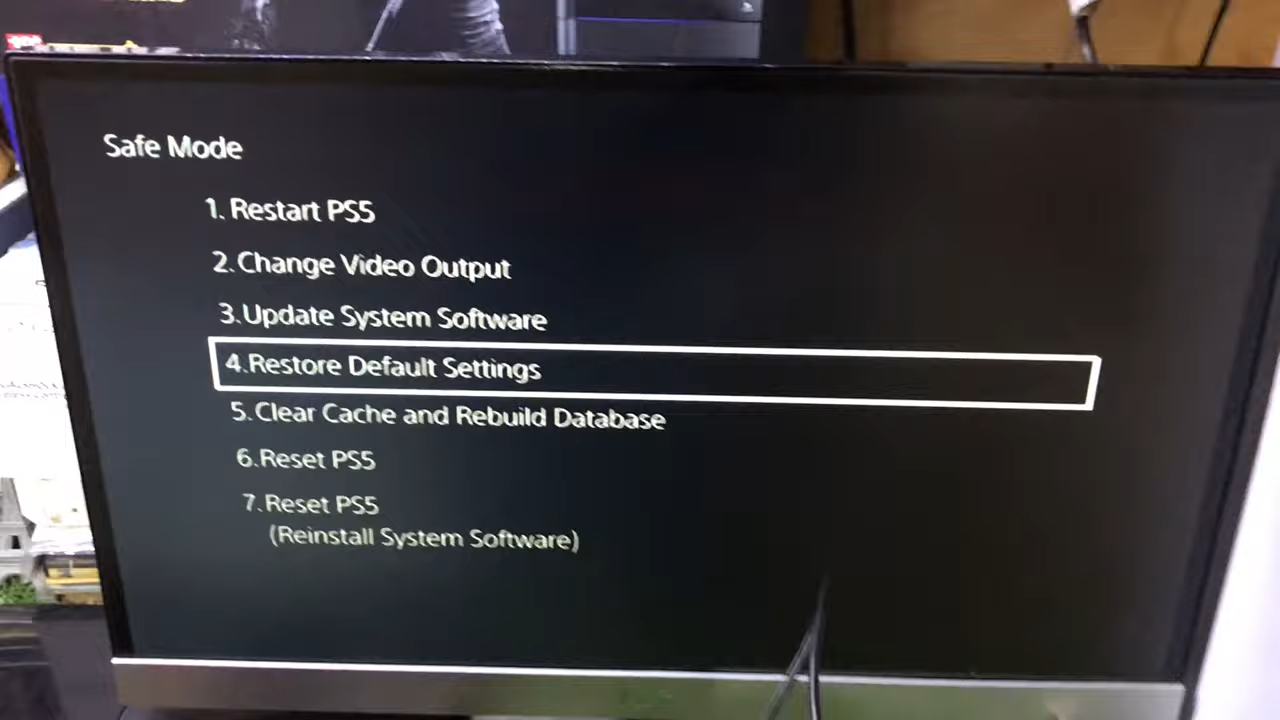 Safe Mode
1. Restart PS5
2. Change Video Output
3. Update System Software
4. Restore Default Settings
5. Clear Cache and Rebuild Database
6. Reset PS5
7. Reset PS5
(Reinstall System Software)